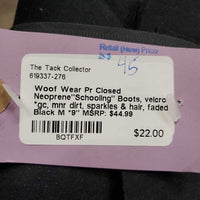 Retail (New) Price
45
The Tack Collector
619337-276
Woof Wear Pr Closed
Neoprene"Schooling" Boots, velcro
*gc, mnr dirt, sparkles & hair, faded
Black M *9" MSRP: $44.99
BQTFXF
$22.00